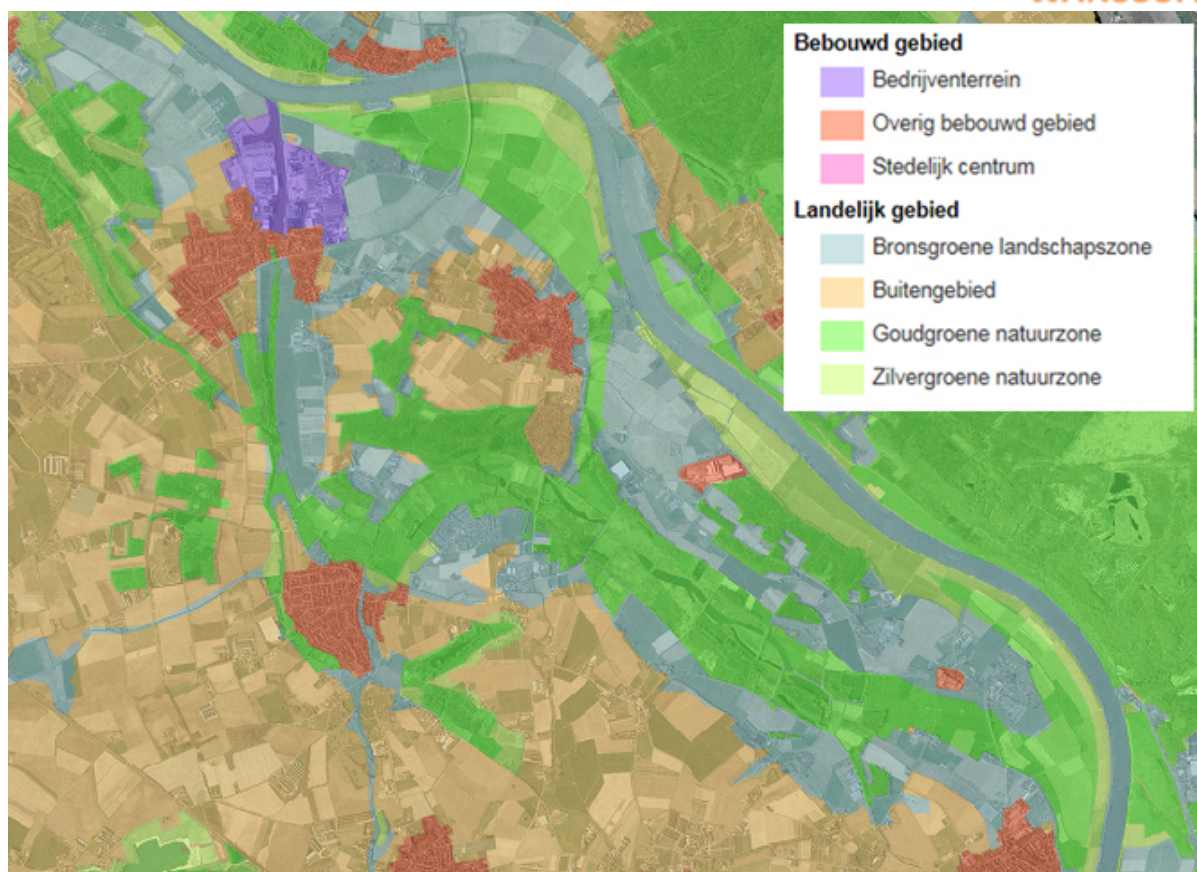 Bebouwd gebied
Bedrijventerrein
Overig bebouwd gebied
Stedelijk centrum
Landelijk gebied
Bronsgroene landschapszone
Buitengebied
Goudgroene natuurzone
Zilvergroene natuurzone